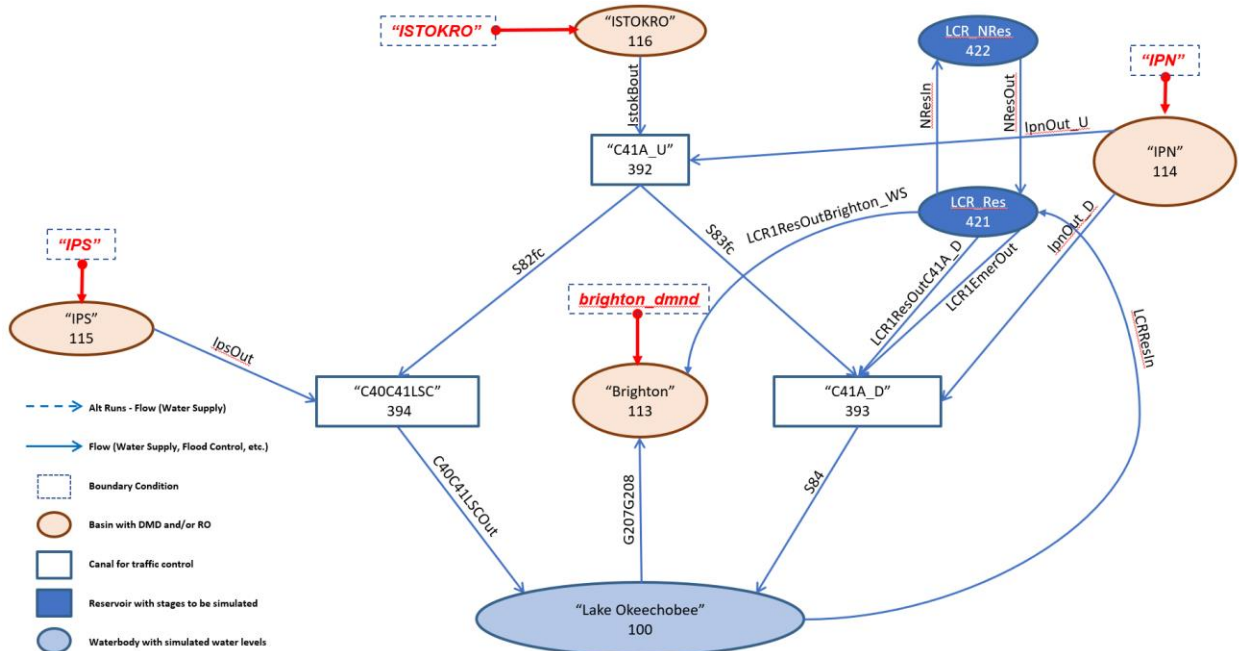 “ISTOKRO”
“ISTOKRO”
116
LCR_NRes
422
“IPN”
IstokBout
NResIn
NResOut
IpnOut_U
“C41A_U”
392
“IPN”
114
LCR1ResOutBrighton_WS
LCR_Res
421
IpnOut_D
“IPS”
S82fc
S83fc
LCR1ResOutC41A_D
LCR1EmerOut
LCRResIn
brighton_dmnd
“IPS”
115
IpsOut
“C40C41LSC”
394
“Brighton”
113
“C41A_D”
393
Alt Runs - Flow (Water Supply)
Flow (Water Supply, Flood Control, etc.)
Boundary Condition
Basin with DMD and/or RO
Canal for traffic control
Reservoir with stages to be simulated
Waterbody with simulated water levels
C40C41LSCOut
G207G208
S84
“Lake Okeechobee”
100